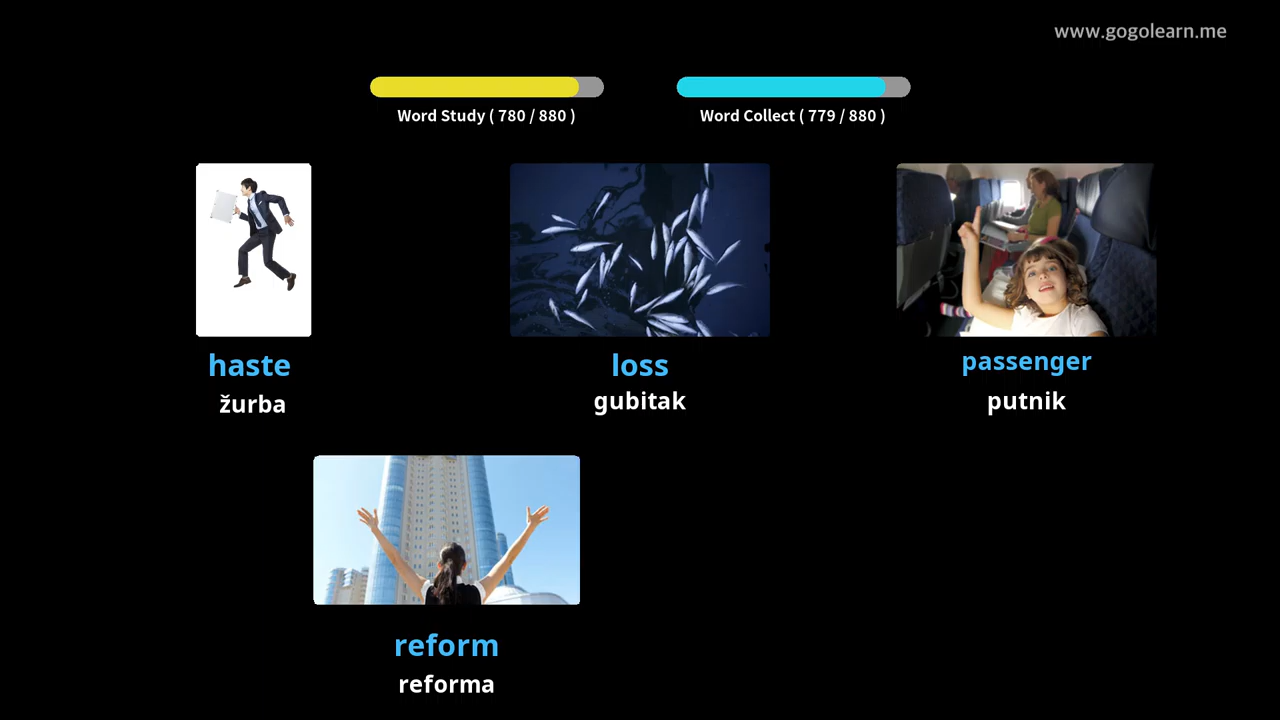 www.gogolearn.me
Word Study ( 780 / 880 )
Word Collect ( 779 / 880 )
haste
žurba
loss
gubitak
passenger
putnik
reform
reforma